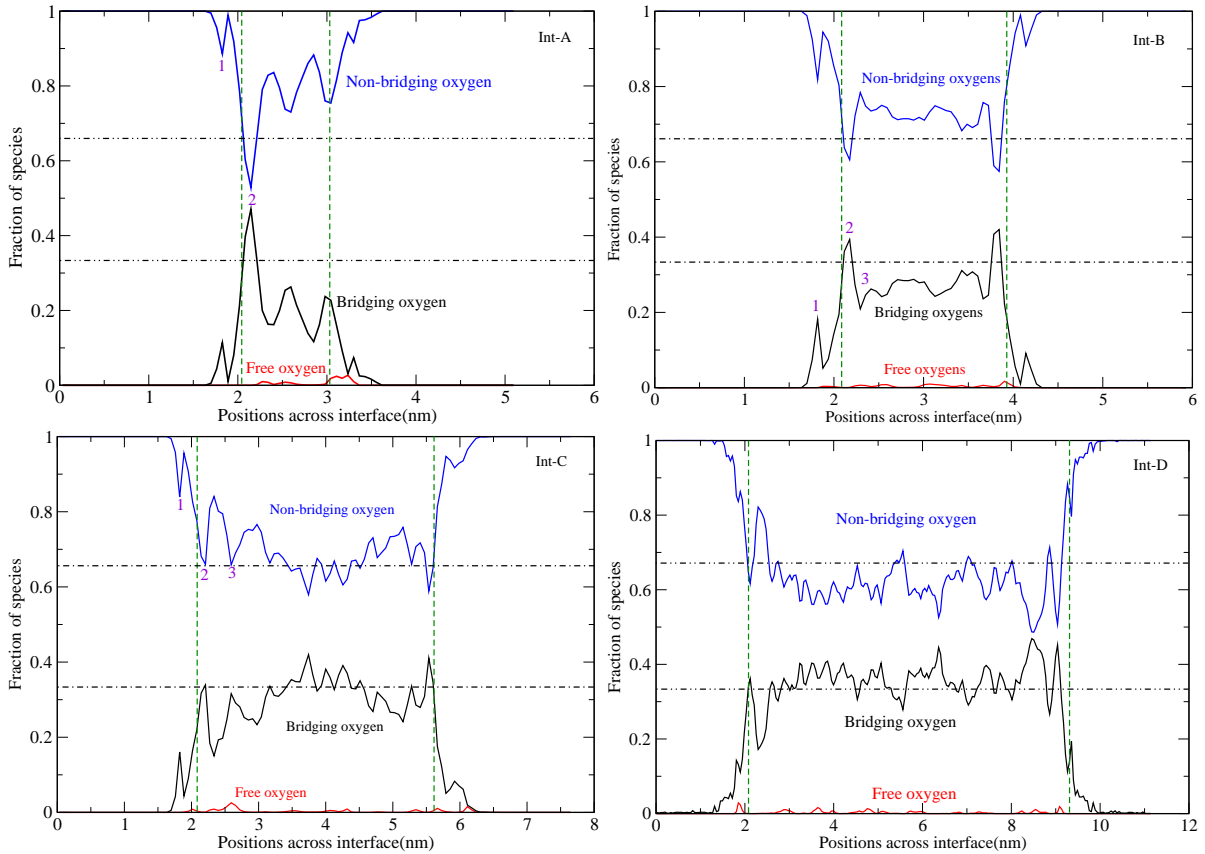 Int-A
1
Non-bridging oxygen
2
Bridging oxygen
Free oxygen
Fraction of species
0 0.2 0.4 0.6 0.8 1
0 1 2 3 4 5 6
Positions across interface(nm)
Int-B
Non-bridging oxygens
2
3
1
Bridging oxygens
Free oxygens
Fraction of species
0 0.2 0.4 0.6 0.8 1
0 1 2 3 4 5 6
Positions across interface(nm)
Int-C
1
Non-bridging oxygen
2 3
Bridging oxygen
Free oxygen
Fraction of species
0 0.2 0.4 0.6 0.8 1
0 1 2 3 4 5 6 7 8
Positions across interface(nm)
Int-D
Non-bridging oxygen
Bridging oxygen
Free oxygen
Fraction of species
0 0.2 0.4 0.6 0.8 1
0 2 4 6 8 10 12
Positions across interface(nm)